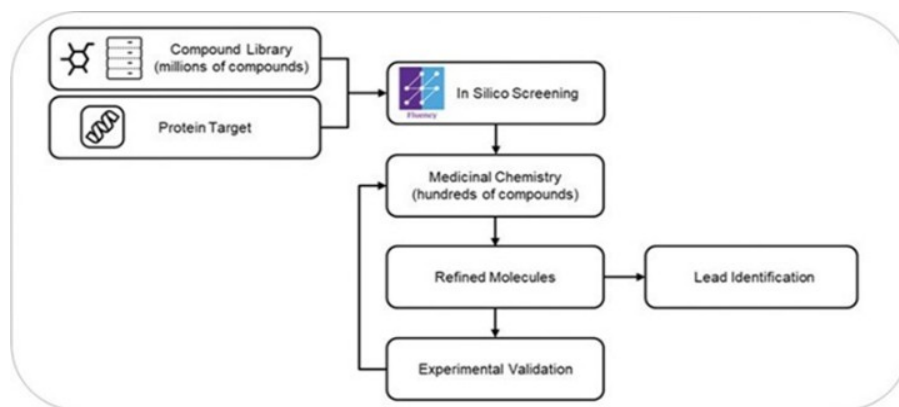 Compound Library
(millions of compounds)
Protein Target
In Silico Screening
Fluency
Medicinal Chemistry
(hundreds of compounds)
Refined Molecules
Lead Identification
Experimental Validation